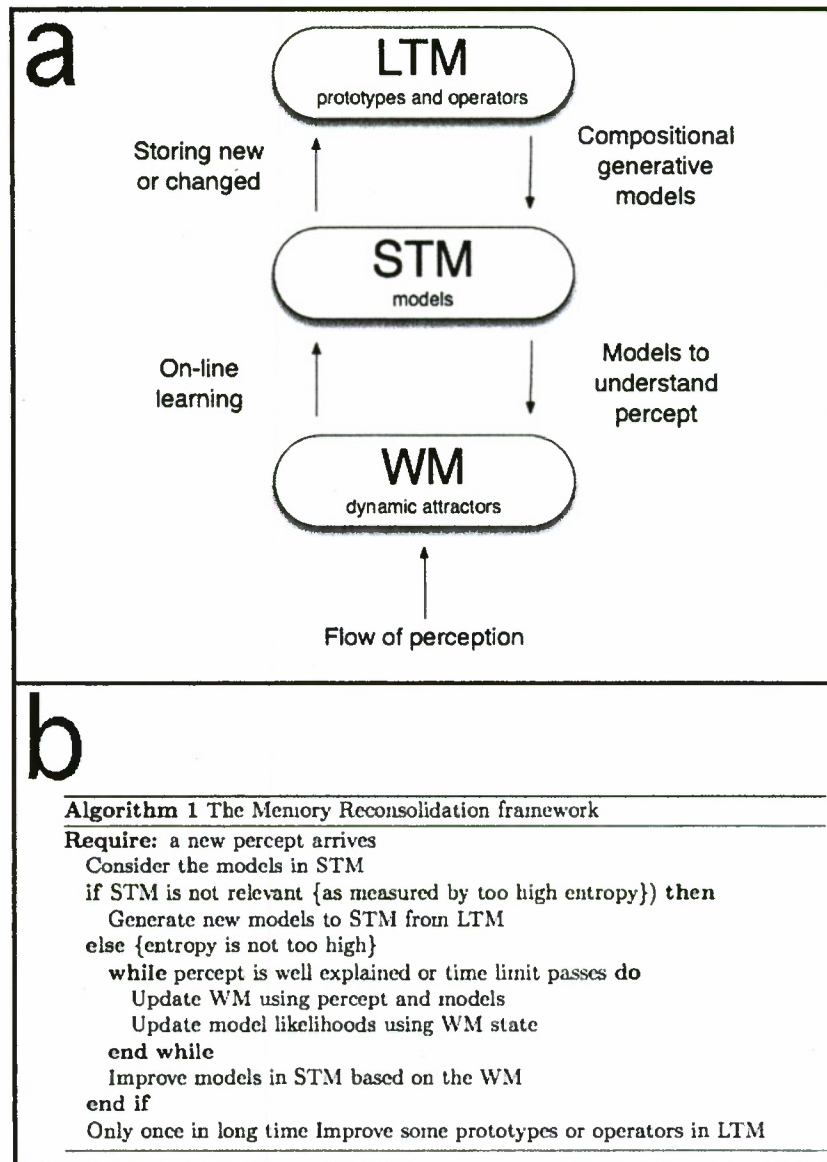 a
LTM
prototypes and operators
Storing new
or changed
Compositional
generative
models
STM
models
On-line
learning
Models to
understand
percept
WM
dynamic attractors
Flow of perception
b
Algorithm 1 The Memory Reconsolidation framework
Require: a new percept arrives
Consider the models in STM
if STM is not relevant {as measured by too high entropy}) then
Generate new models to STM from LTM
else {entropy is not too high}
while percept is well explained or time limit passes do
Update WM using percept and models
Update model likelihoods using WM state
end while
Improve models in STM based on the WM
end if
Only once in long time Improve some prototypes or operators in LTM